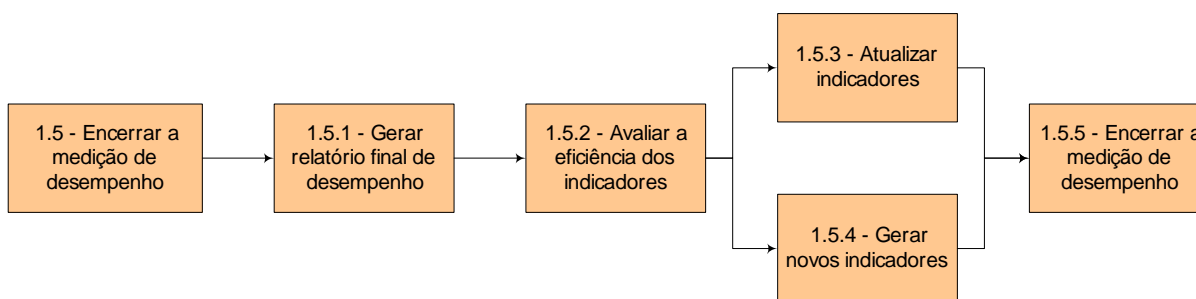 1.5 - Encerrar a
medição de
desempenho
1.5.1 - Gerar
relatório final de
desempenho
1.5.2 - Avaliar a
eficiência dos
indicadores
1.5.3 - Atualizar
indicadores
1.5.4 - Gerar
novos indicadores
1.5.5 - Encerrar a
medição de
desempenho